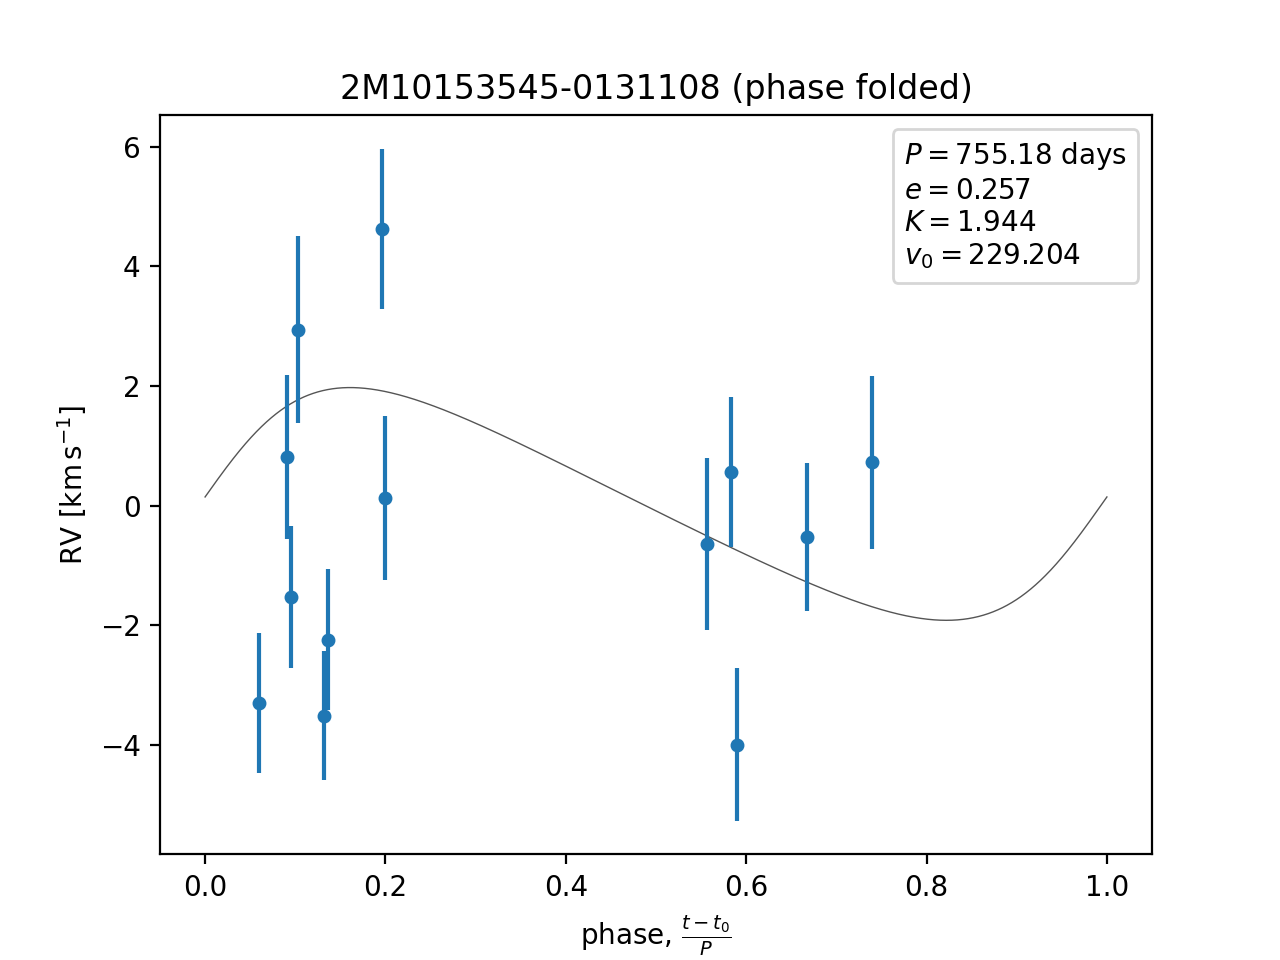 2M10153545-0131108 (phase folded)
P = 755.18 days
e = 0.257
K = 1.944
v₀ = 229.204
RV [km s⁻¹]
6
4
2
0
−2
−4
0.0 0.2 0.4 0.6 0.8 1.0
phase, (t − t₀)/P